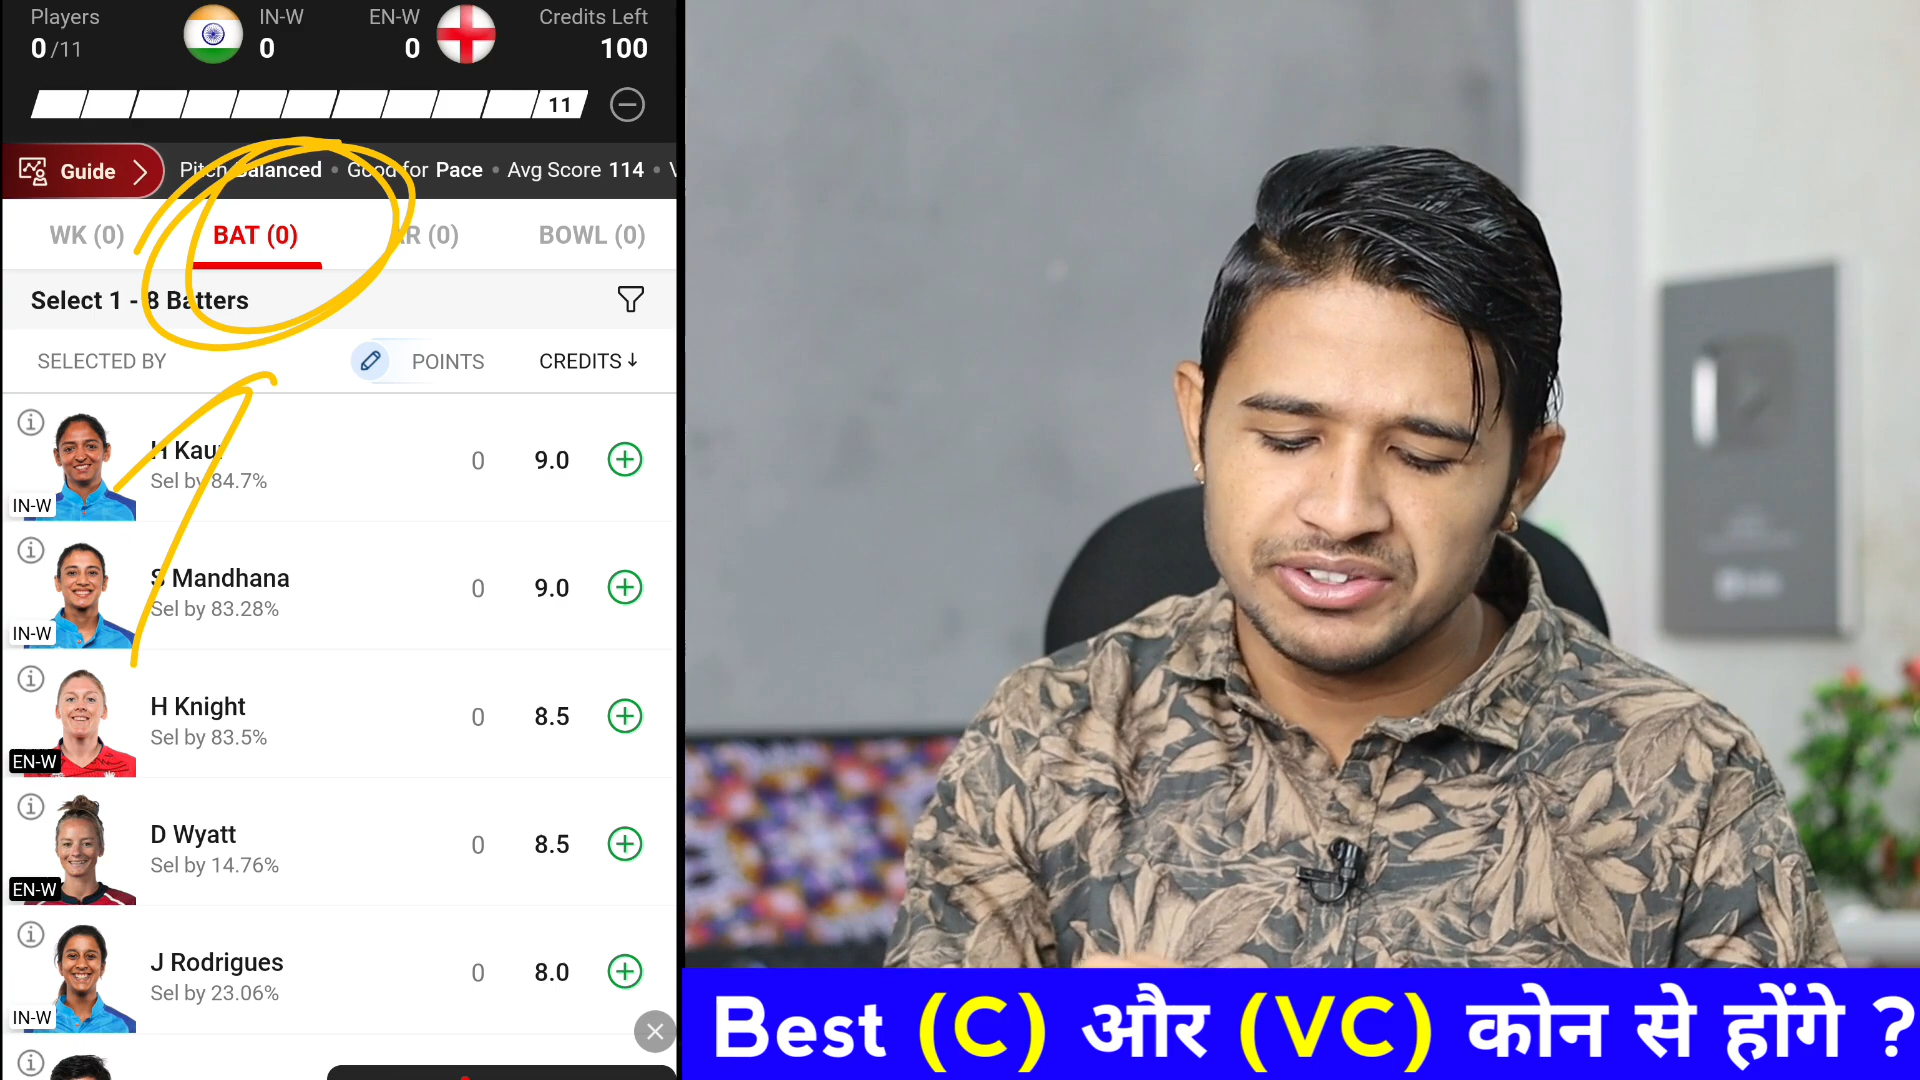 Players
0 /11
IN-W
0
EN-W
0
Credits Left
100
11
Guide
Pitch Balanced • Good for Pace • Avg Score 114 •
WK (0)
BAT (0)
AR (0)
BOWL (0)
Select 1 - 8 Batters
SELECTED BY
POINTS
CREDITS ↓
H Kaur
Sel by 84.7%
0
9.0
IN-W
S Mandhana
Sel by 83.28%
0
9.0
IN-W
H Knight
Sel by 83.5%
0
8.5
EN-W
D Wyatt
Sel by 14.76%
0
8.5
EN-W
J Rodrigues
Sel by 23.06%
0
8.0
IN-W
Best (C) और (VC) कोन से होंगे ?